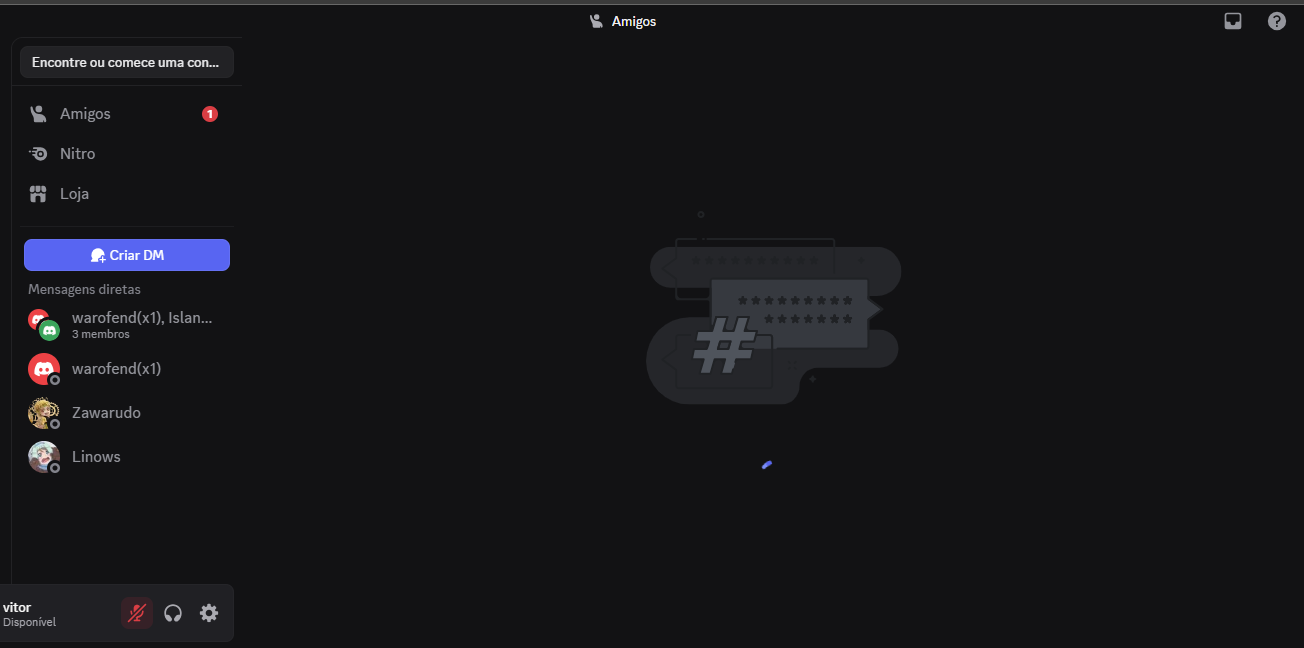 Amigos
Encontre ou comece uma con...
Amigos
1
Nitro
Loja
Criar DM
Mensagens diretas
warofend(x1), Islan...
3 membros
warofend(x1)
Zawarudo
Linows
vitor
Disponível